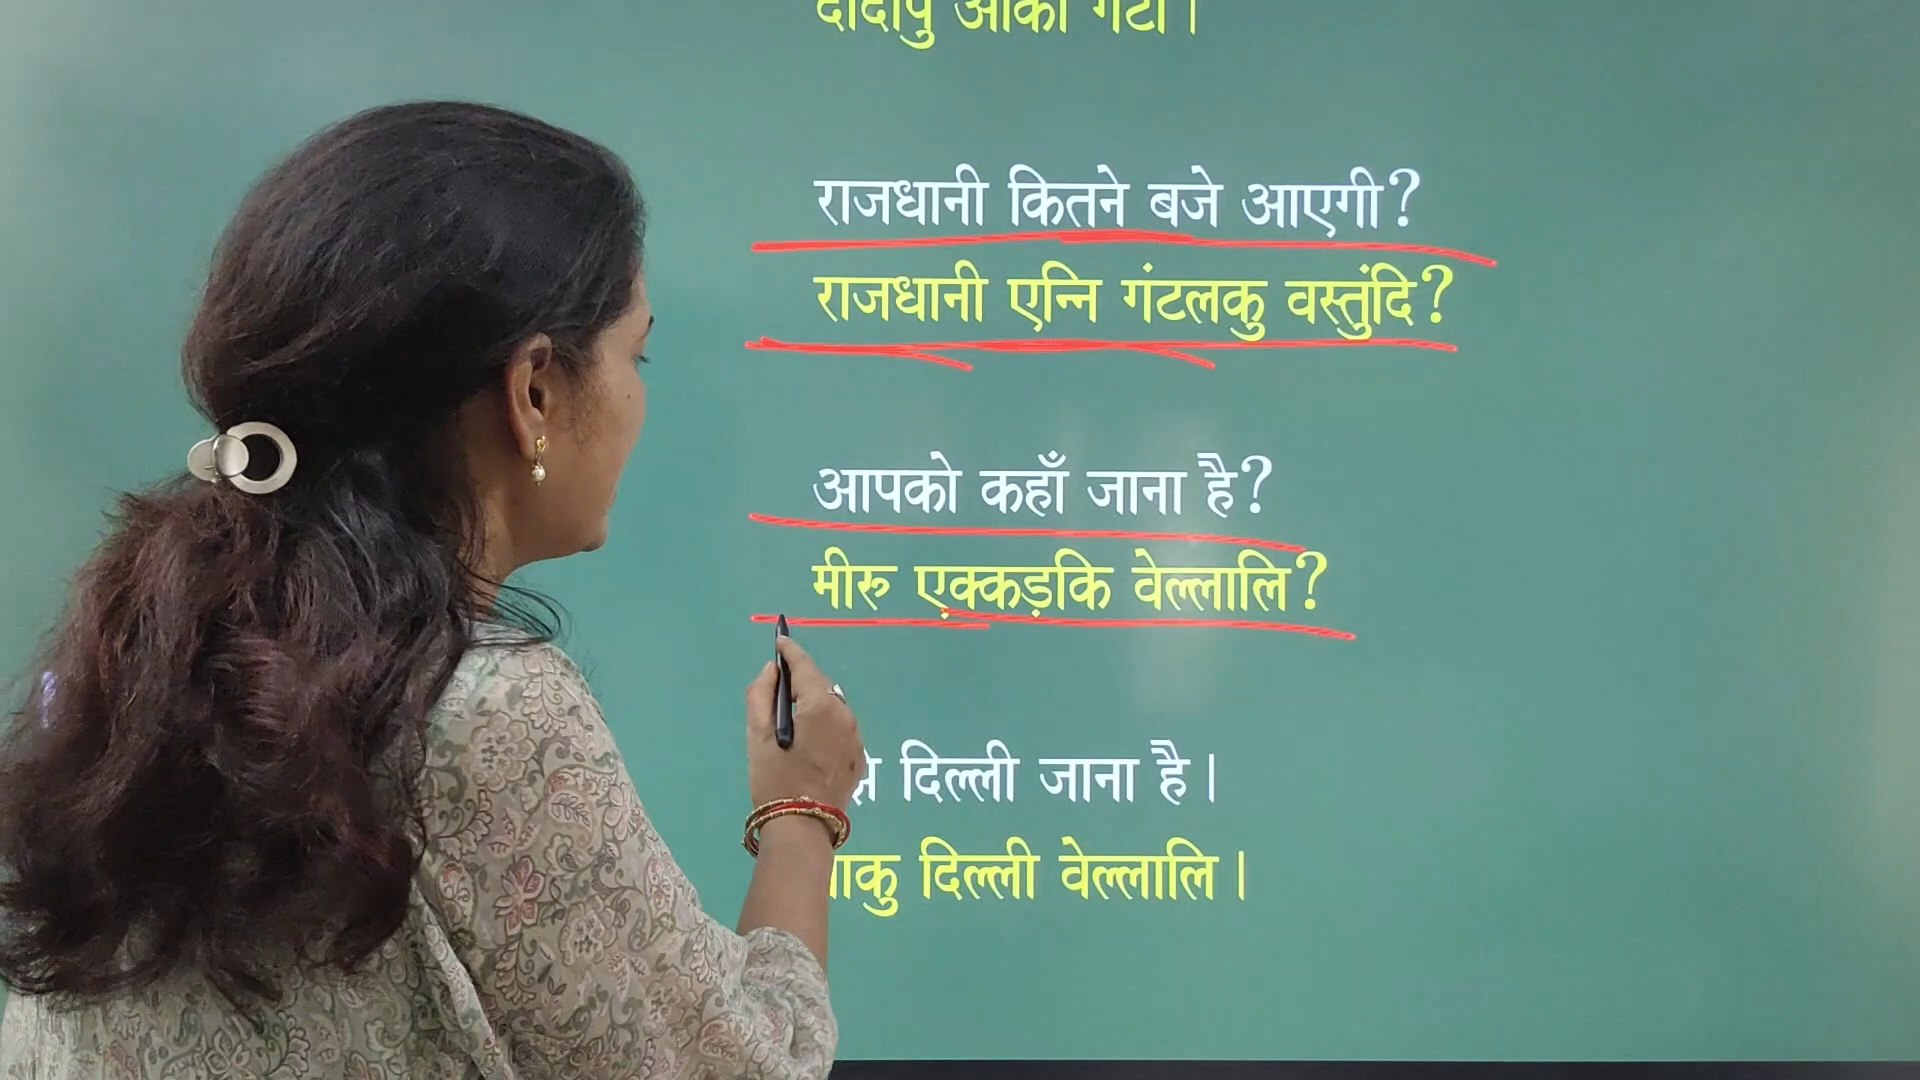 राजधानी कितने बजे आएगी?
राजधानी एन्नि गंटलकु वस्तुंदि?
आपको कहाँ जाना है?
मीरु एक्कड़कि वेल्लालि?
दिल्ली जाना है।
दिल्ली वेल्लालि।